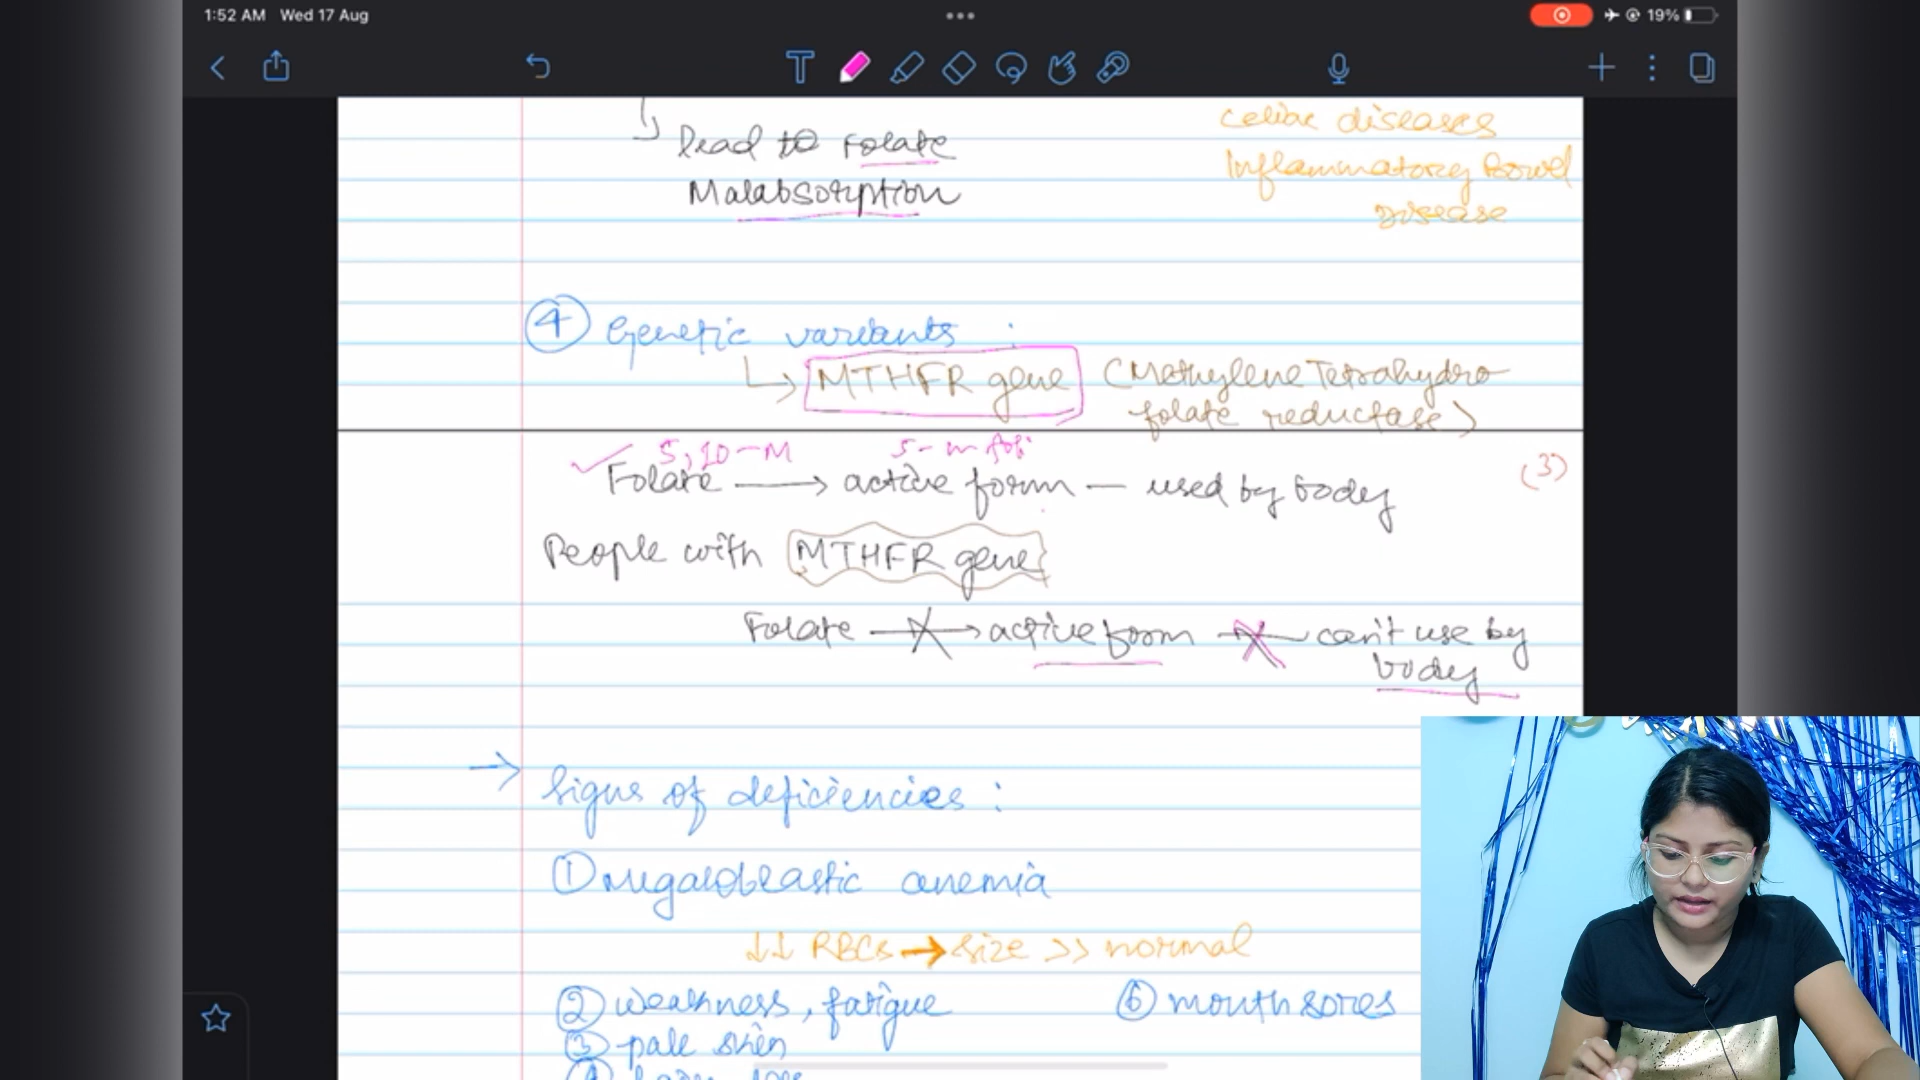 1:52 AM Wed 17 Aug
19%
lead to Folate
Malabsorption
Celiac diseases
Inflammatory Bowel
Disease
4 Genetic variants :
MTHFR gene (Methylene Tetrahydro
folate reductase)
5,10-M
(3)
Folate → active form — used by body
People with MTHFR gene
Folate → active form — can't use by
body
→ Signs of deficiencies :
1 megaloblastic anemia
↓↓ RBCs → size >> normal
2 weakness, fatigue
6 mouth sores
3 pale skin